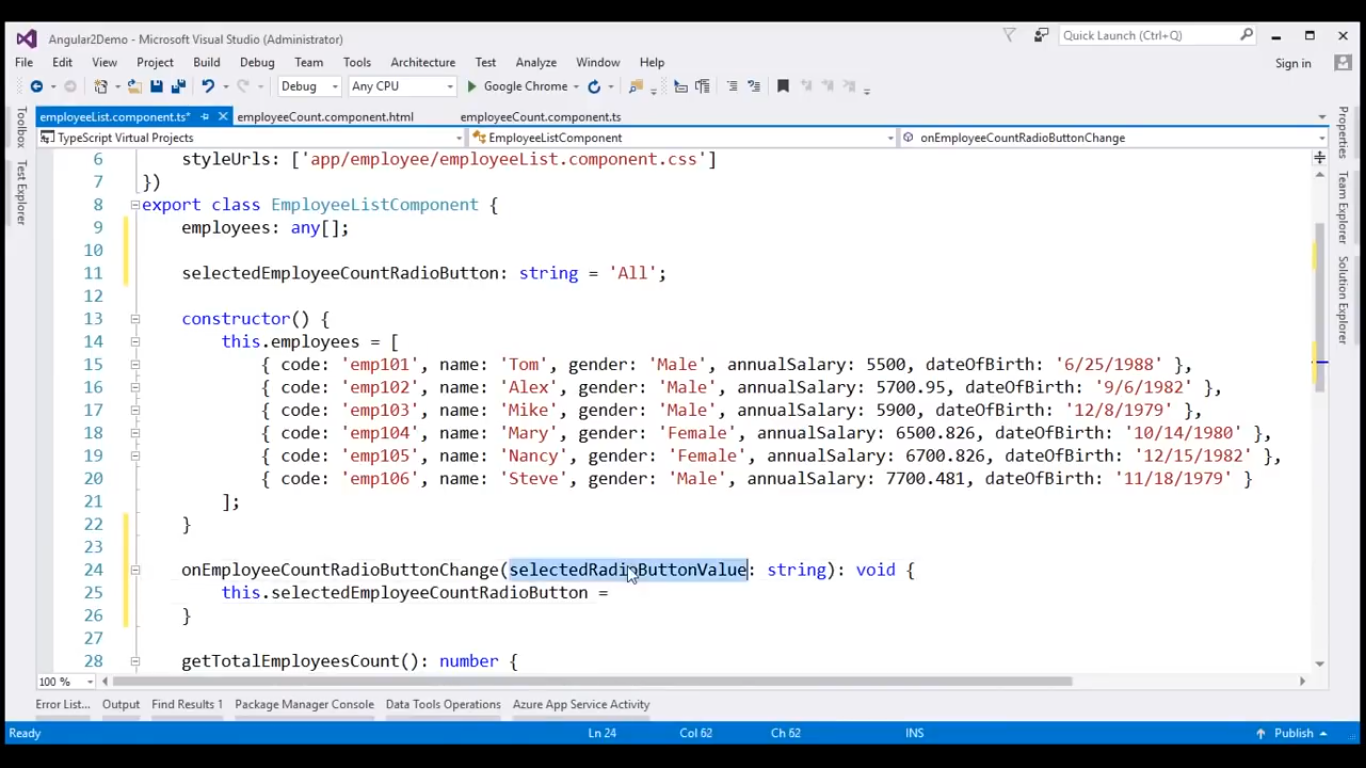 Angular2Demo - Microsoft Visual Studio (Administrator)
Quick Launch (Ctrl+Q)
File Edit View Project Build Debug Team Tools Architecture Test Analyze Window Help
Sign in
Debug Any CPU Google Chrome
employeeList.component.ts* employeeCount.component.html employeeCount.component.ts
TypeScript Virtual Projects EmployeeListComponent onEmployeeCountRadioButtonChange
Toolbox
Test Explorer
Properties
Team Explorer
Solution Explorer
6 styleUrls: ['app/employee/employeeList.component.css']
7 })
8 export class EmployeeListComponent {
9 employees: any[];
10
11 selectedEmployeeCountRadioButton: string = 'All';
12
13 constructor() {
14 this.employees = [
15 { code: 'emp101', name: 'Tom', gender: 'Male', annualSalary: 5500, dateOfBirth: '6/25/1988' },
16 { code: 'emp102', name: 'Alex', gender: 'Male', annualSalary: 5700.95, dateOfBirth: '9/6/1982' },
17 { code: 'emp103', name: 'Mike', gender: 'Male', annualSalary: 5900, dateOfBirth: '12/8/1979' },
18 { code: 'emp104', name: 'Mary', gender: 'Female', annualSalary: 6500.826, dateOfBirth: '10/14/1980' },
19 { code: 'emp105', name: 'Nancy', gender: 'Female', annualSalary: 6700.826, dateOfBirth: '12/15/1982' },
20 { code: 'emp106', name: 'Steve', gender: 'Male', annualSalary: 7700.481, dateOfBirth: '11/18/1979' }
21 ];
22 }
23
24 onEmployeeCountRadioButtonChange(selectedRadioButtonValue: string): void {
25 this.selectedEmployeeCountRadioButton =
26 }
27
28 getTotalEmployeesCount(): number {
100 %
Error List... Output Find Results 1 Package Manager Console Data Tools Operations Azure App Service Activity
Ready Ln 24 Col 62 Ch 62 INS Publish